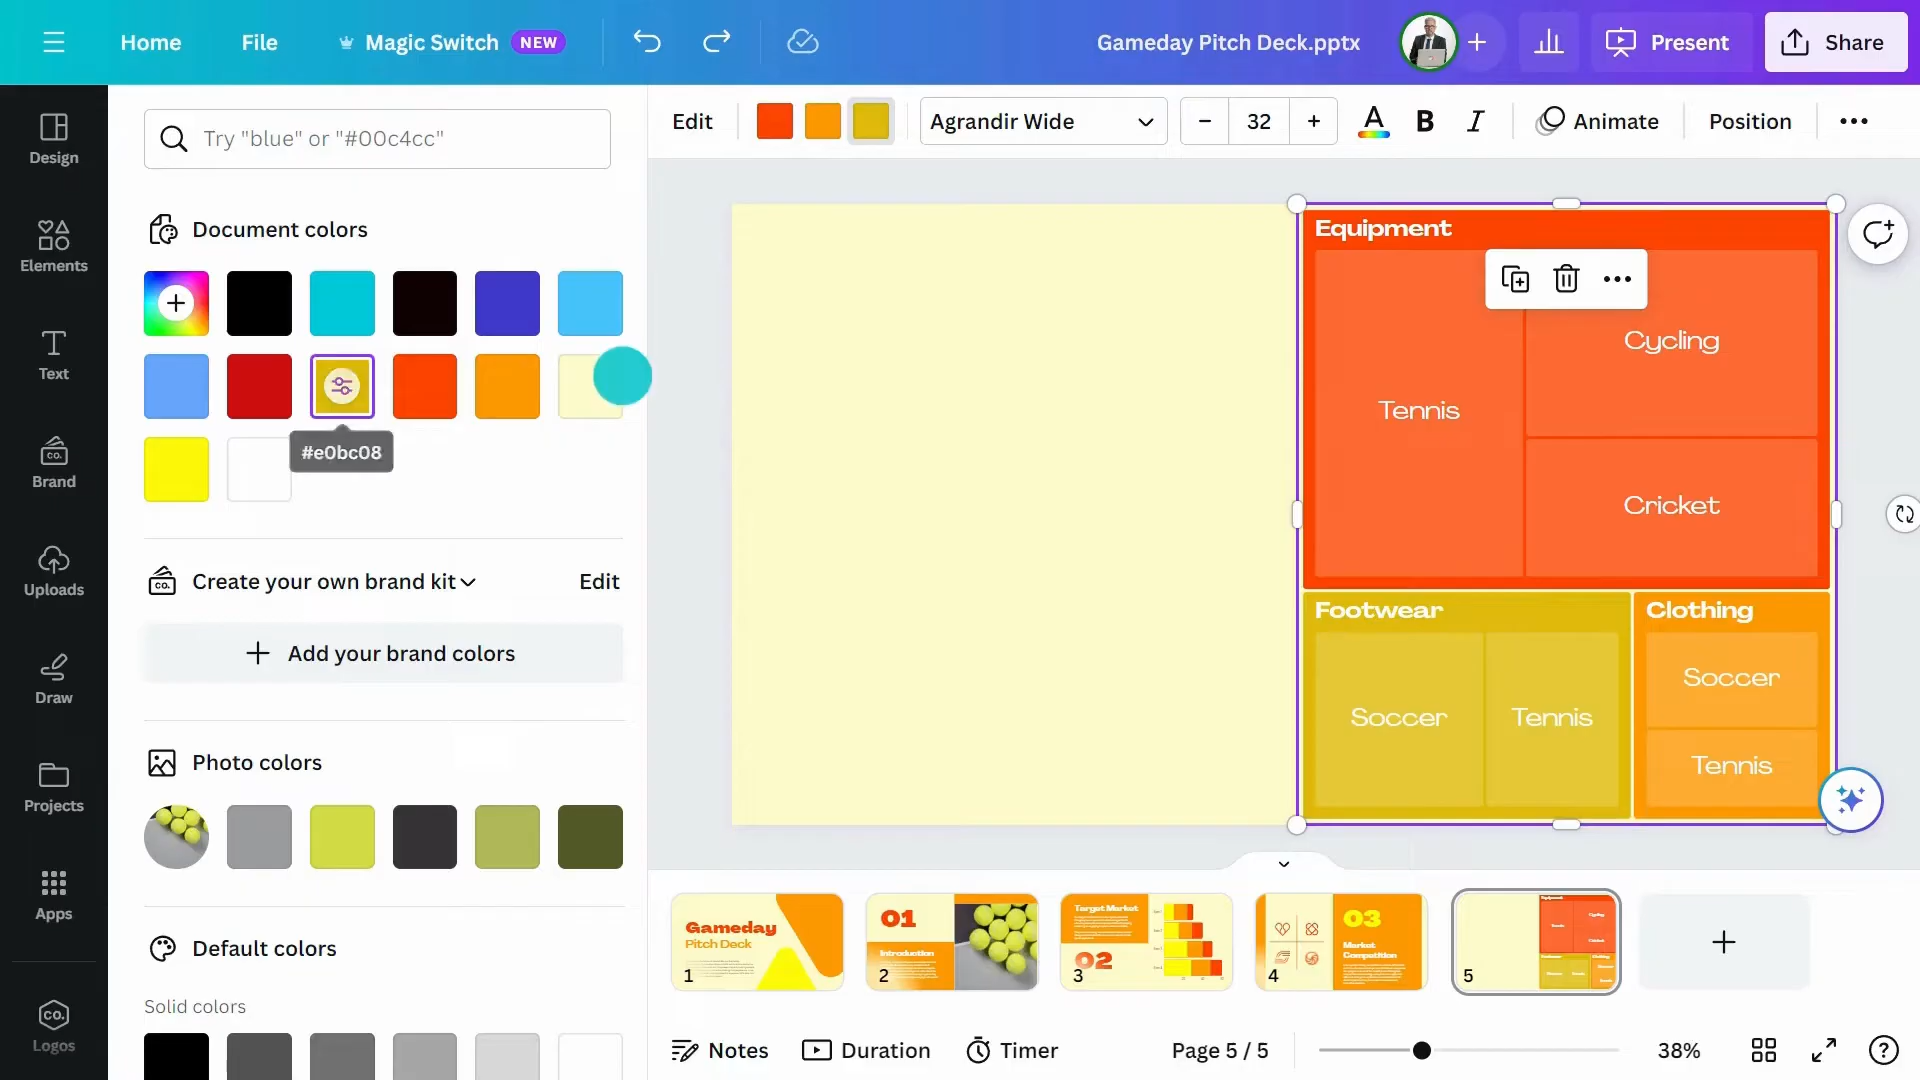 Home
File
Magic Switch
NEW
Gameday Pitch Deck.pptx
Present
Share
Design
Elements
Text
Brand
Uploads
Draw
Projects
Apps
Logos
Try "blue" or "#00c4cc"
Document colors
#e0bc08
Create your own brand kit
Edit
Add your brand colors
Photo colors
Default colors
Solid colors
Edit
Agrandir Wide
32
A
B
I
Animate
Position
Equipment
Tennis
Cycling
Cricket
Footwear
Soccer
Tennis
Clothing
Soccer
Tennis
Gameday
Pitch Deck
1
01
Introduction
2
Target Market
02
3
03
Market
Competition
4
5
Notes
Duration
Timer
Page 5 / 5
38%